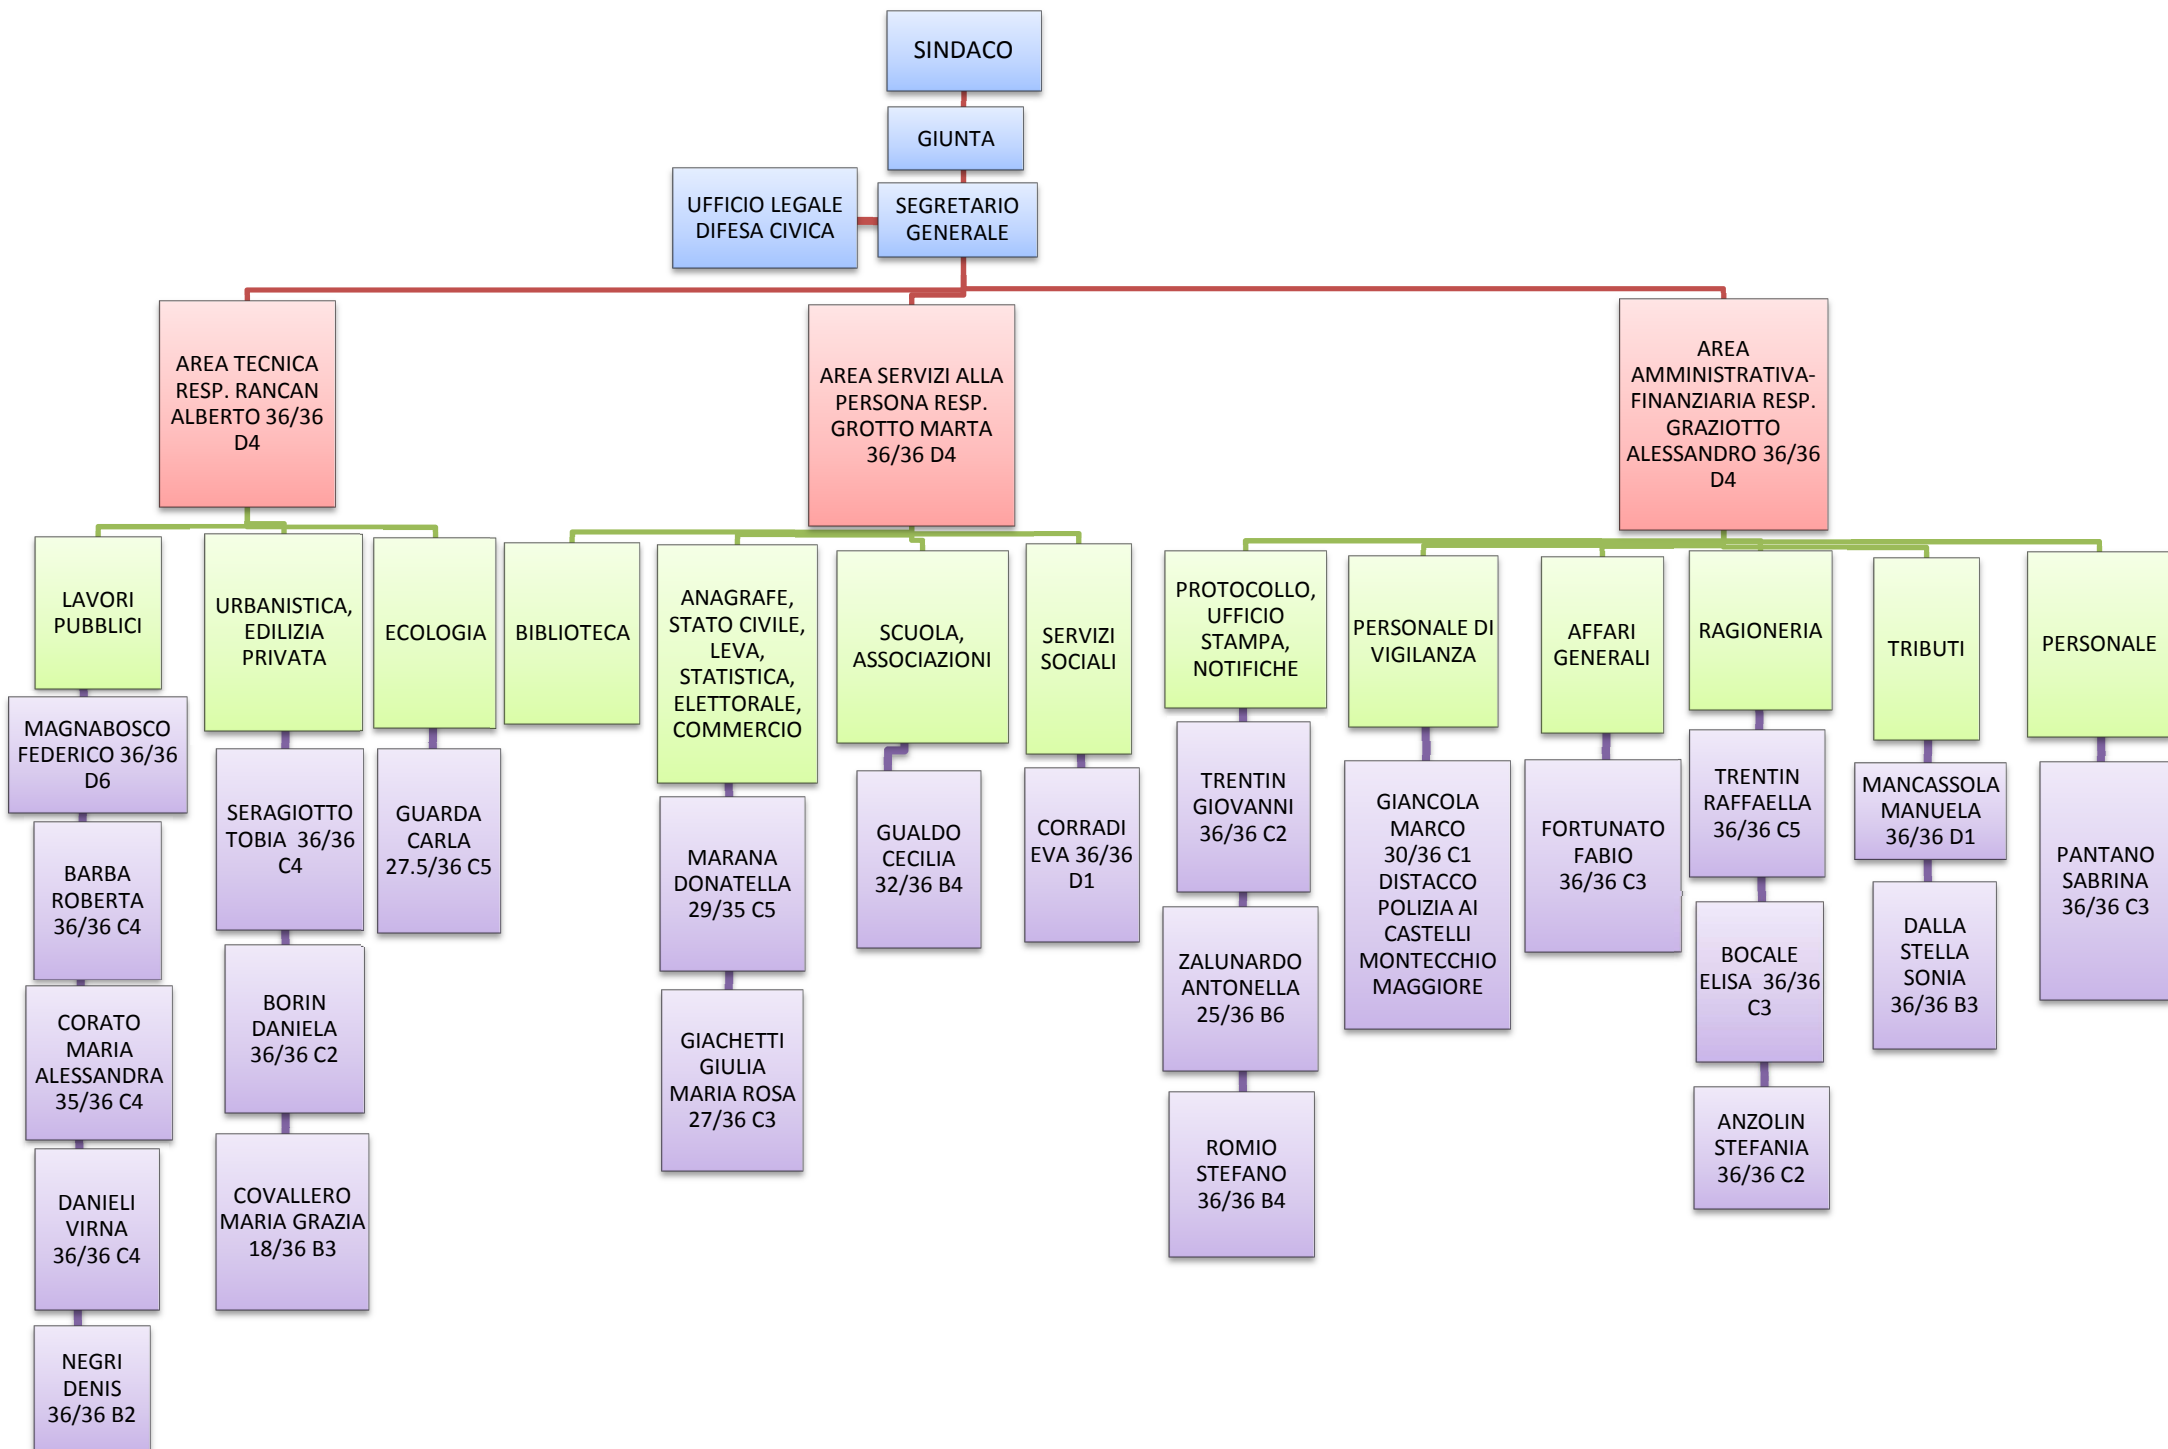 SINDACO
GIUNTA
UFFICIO LEGALE
DIFESA CIVICA
SEGRETARIO
GENERALE
AREA TECNICA
RESP. RANCAN
ALBERTO 36/36
D4
AREA SERVIZI ALLA
PERSONA RESP.
GROTTO MARTA
36/36 D4
AREA
AMMINISTRATIVA-
FINANZIARIA RESP.
GRAZIOTTO
ALESSANDRO 36/36
D4
LAVORI
PUBBLICI
MAGNABOSCO
FEDERICO 36/36
D6
BARBA
ROBERTA
36/36 C4
CORATO
MARIA
ALESSANDRA
35/36 C4
DANIELI
VIRNA
36/36 C4
NEGRI
DENIS
36/36 B2
URBANISTICA,
EDILIZIA
PRIVATA
SERAGIOTTO
TOBIA  36/36
C4
BORIN
DANIELA
36/36 C2
COVALLERO
MARIA GRAZIA
18/36 B3
ECOLOGIA
GUARDA
CARLA
27.5/36 C5
BIBLIOTECA
ANAGRAFE,
STATO CIVILE,
LEVA,
STATISTICA,
ELETTORALE,
COMMERCIO
MARANA
DONATELLA
29/35 C5
GIACHETTI
GIULIA
MARIA ROSA
27/36 C3
SCUOLA,
ASSOCIAZIONI
GUALDO
CECILIA
32/36 B4
SERVIZI
SOCIALI
CORRADI
EVA 36/36
D1
PROTOCOLLO,
UFFICIO
STAMPA,
NOTIFICHE
TRENTIN
GIOVANNI
36/36 C2
ZALUNARDO
ANTONELLA
25/36 B6
ROMIO
STEFANO
36/36 B4
PERSONALE DI
VIGILANZA
GIANCOLA
MARCO
30/36 C1
DISTACCO
POLIZIA AI
CASTELLI
MONTECCHIO
MAGGIORE
AFFARI
GENERALI
FORTUNATO
FABIO
36/36 C3
RAGIONERIA
TRENTIN
RAFFAELLA
36/36 C5
BOCALE
ELISA  36/36
C3
ANZOLIN
STEFANIA
36/36 C2
TRIBUTI
MANCASSOLA
MANUELA
36/36 D1
DALLA
STELLA
SONIA
36/36 B3
PERSONALE
PANTANO
SABRINA
36/36 C3